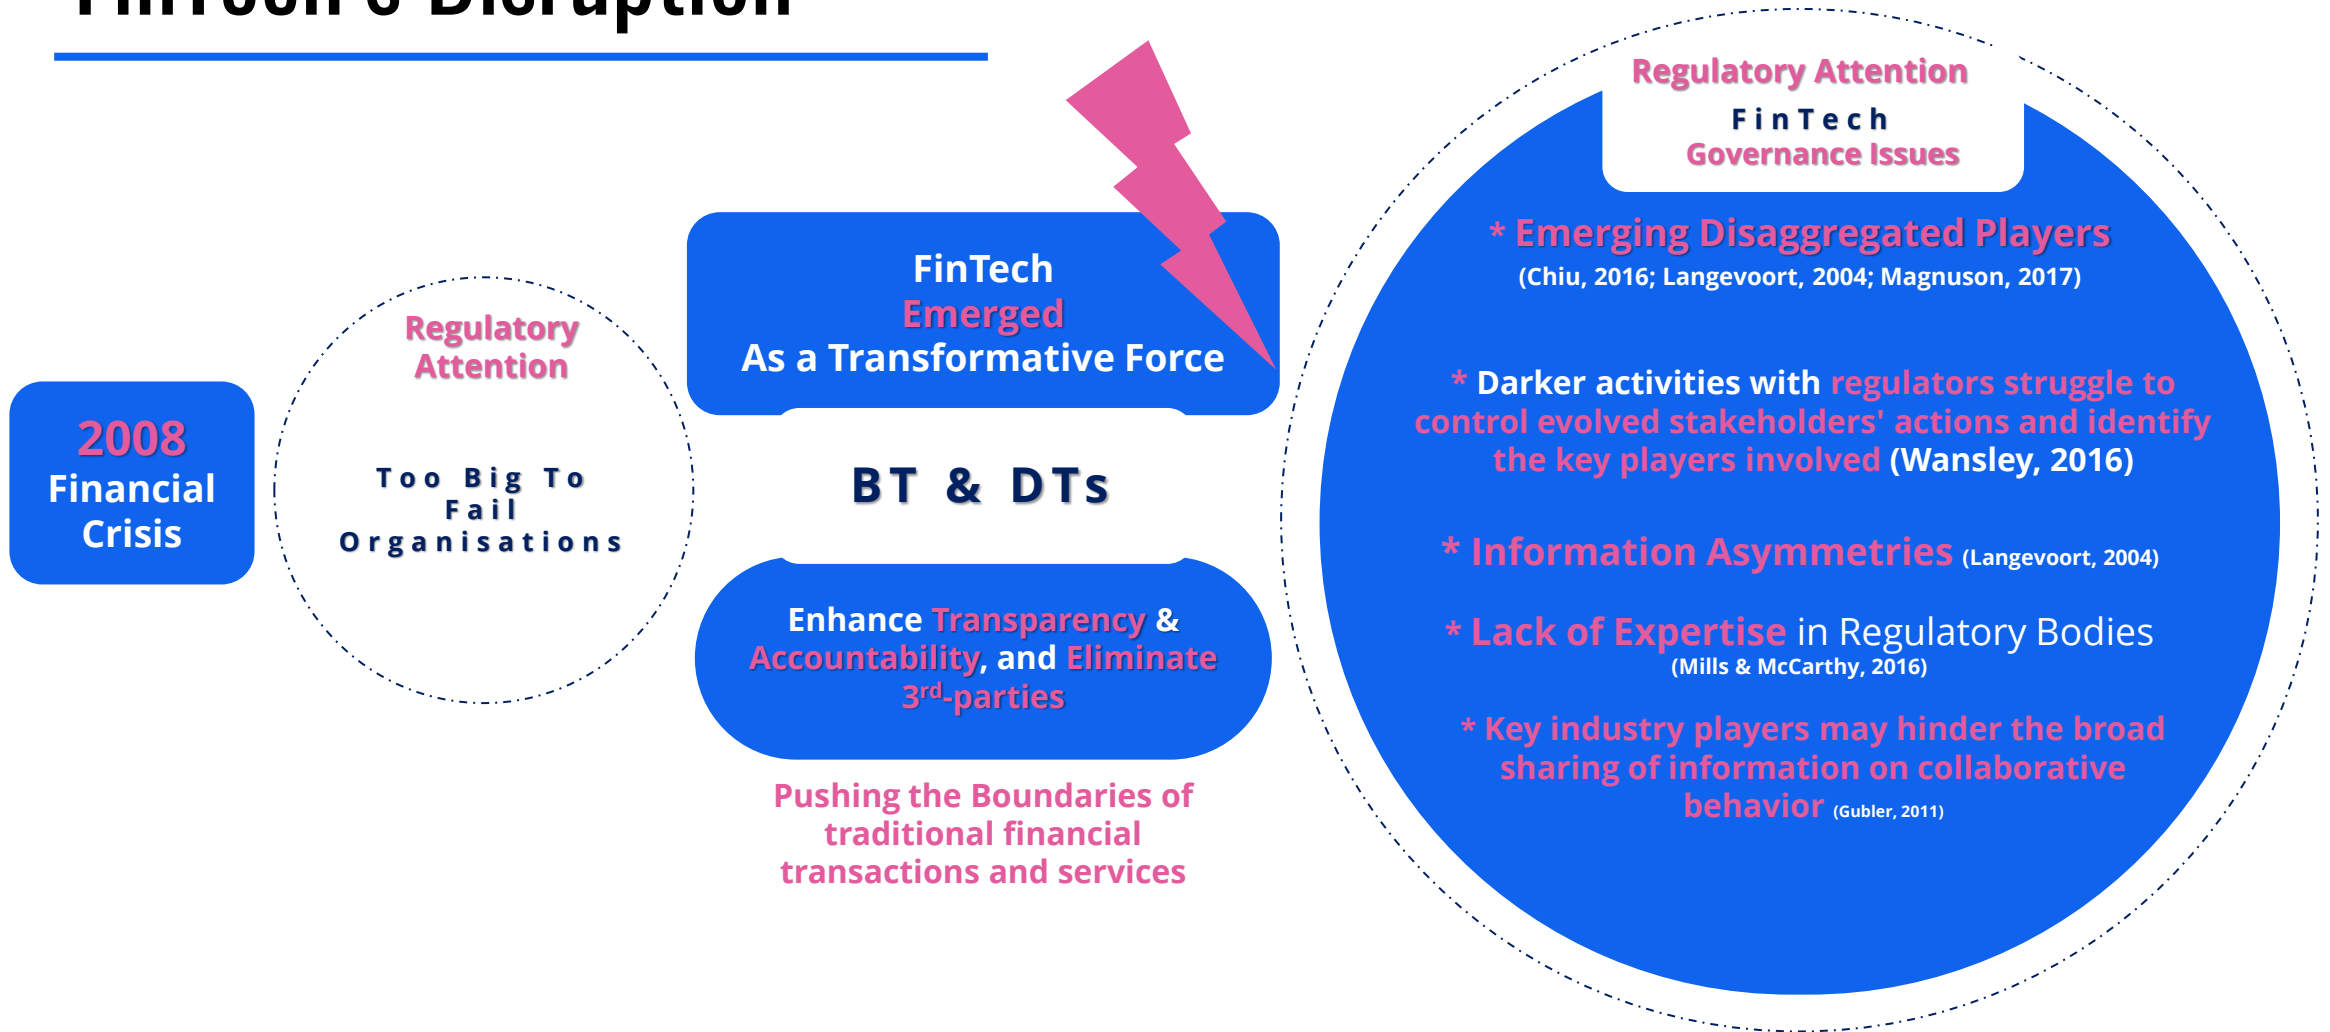 FinTech's Disruption
2008
Financial
Crisis
Regulatory
Attention
Too Big To
Fail
Organisations
FinTech
Emerged
As a Transformative Force
BT & DTs
Enhance Transparency &
Accountability, and Eliminate
3rd-parties
Pushing the Boundaries of
traditional financial
transactions and services
Regulatory Attention
FinTech
Governance Issues
* Emerging Disaggregated Players
(Chiu, 2016; Langevoort, 2004; Magnuson, 2017)
* Darker activities with regulators struggle to
control evolved stakeholders' actions and identify
the key players involved (Wansley, 2016)
* Information Asymmetries (Langevoort, 2004)
* Lack of Expertise in Regulatory Bodies
(Mills & McCarthy, 2016)
* Key industry players may hinder the broad
sharing of information on collaborative
behavior (Gubler, 2011)